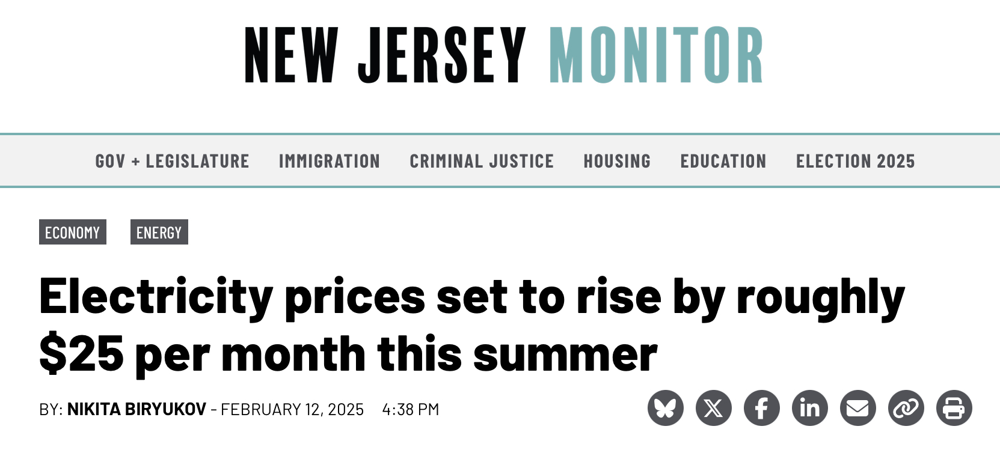 NEW JERSEY MONITOR
GOV + LEGISLATURE IMMIGRATION CRIMINAL JUSTICE HOUSING EDUCATION ELECTION 2025
ECONOMY ENERGY
Electricity prices set to rise by roughly
$25 per month this summer
BY: NIKITA BIRYUKOV - FEBRUARY 12, 2025 4:38 PM